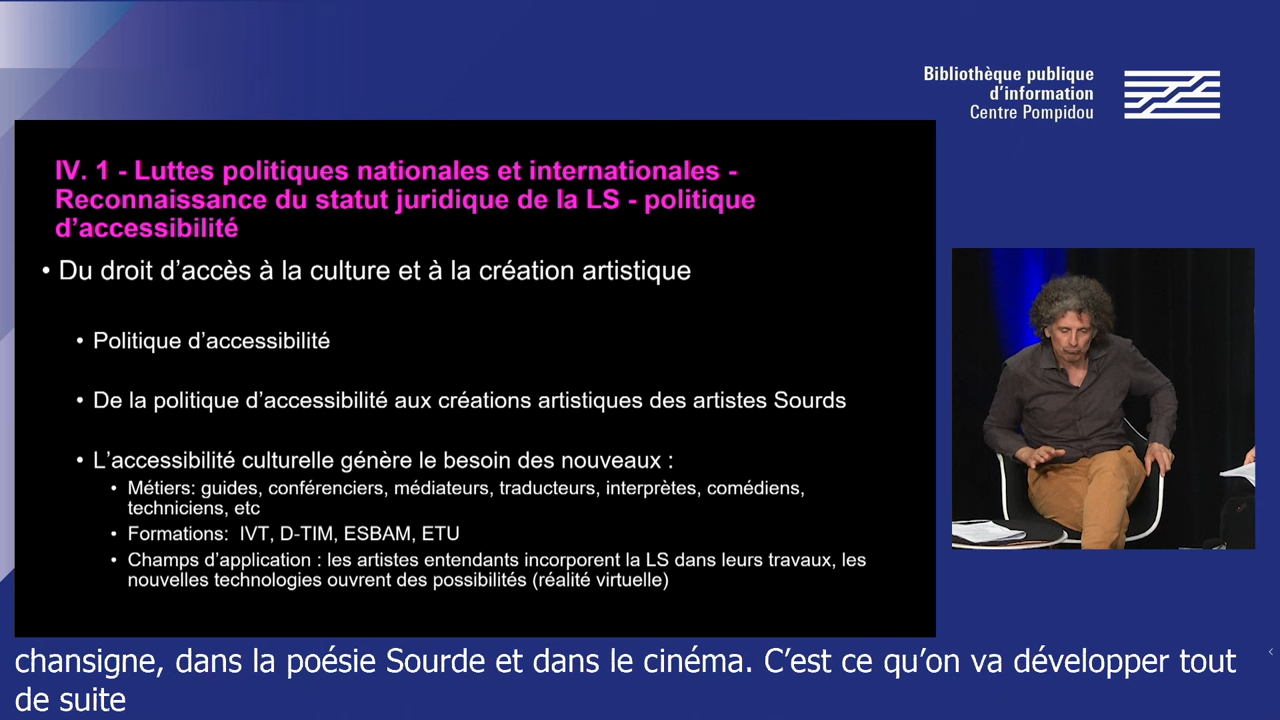 Bibliothèque publique
d'information
Centre Pompidou
IV. 1 - Luttes politiques nationales et internationales -
Reconnaissance du statut juridique de la LS - politique
d'accessibilité
• Du droit d'accès à la culture et à la création artistique
• Politique d'accessibilité
• De la politique d'accessibilité aux créations artistiques des artistes Sourds
• L'accessibilité culturelle génère le besoin des nouveaux :
• Métiers: guides, conférenciers, médiateurs, traducteurs, interprètes, comédiens,
techniciens, etc
• Formations: IVT, D-TIM, ESBAM, ETU
• Champs d'application : les artistes entendants incorporent la LS dans leurs travaux, les
nouvelles technologies ouvrent des possibilités (réalité virtuelle)
chansigne, dans la poésie Sourde et dans le cinéma. C'est ce qu'on va développer tout
de suite